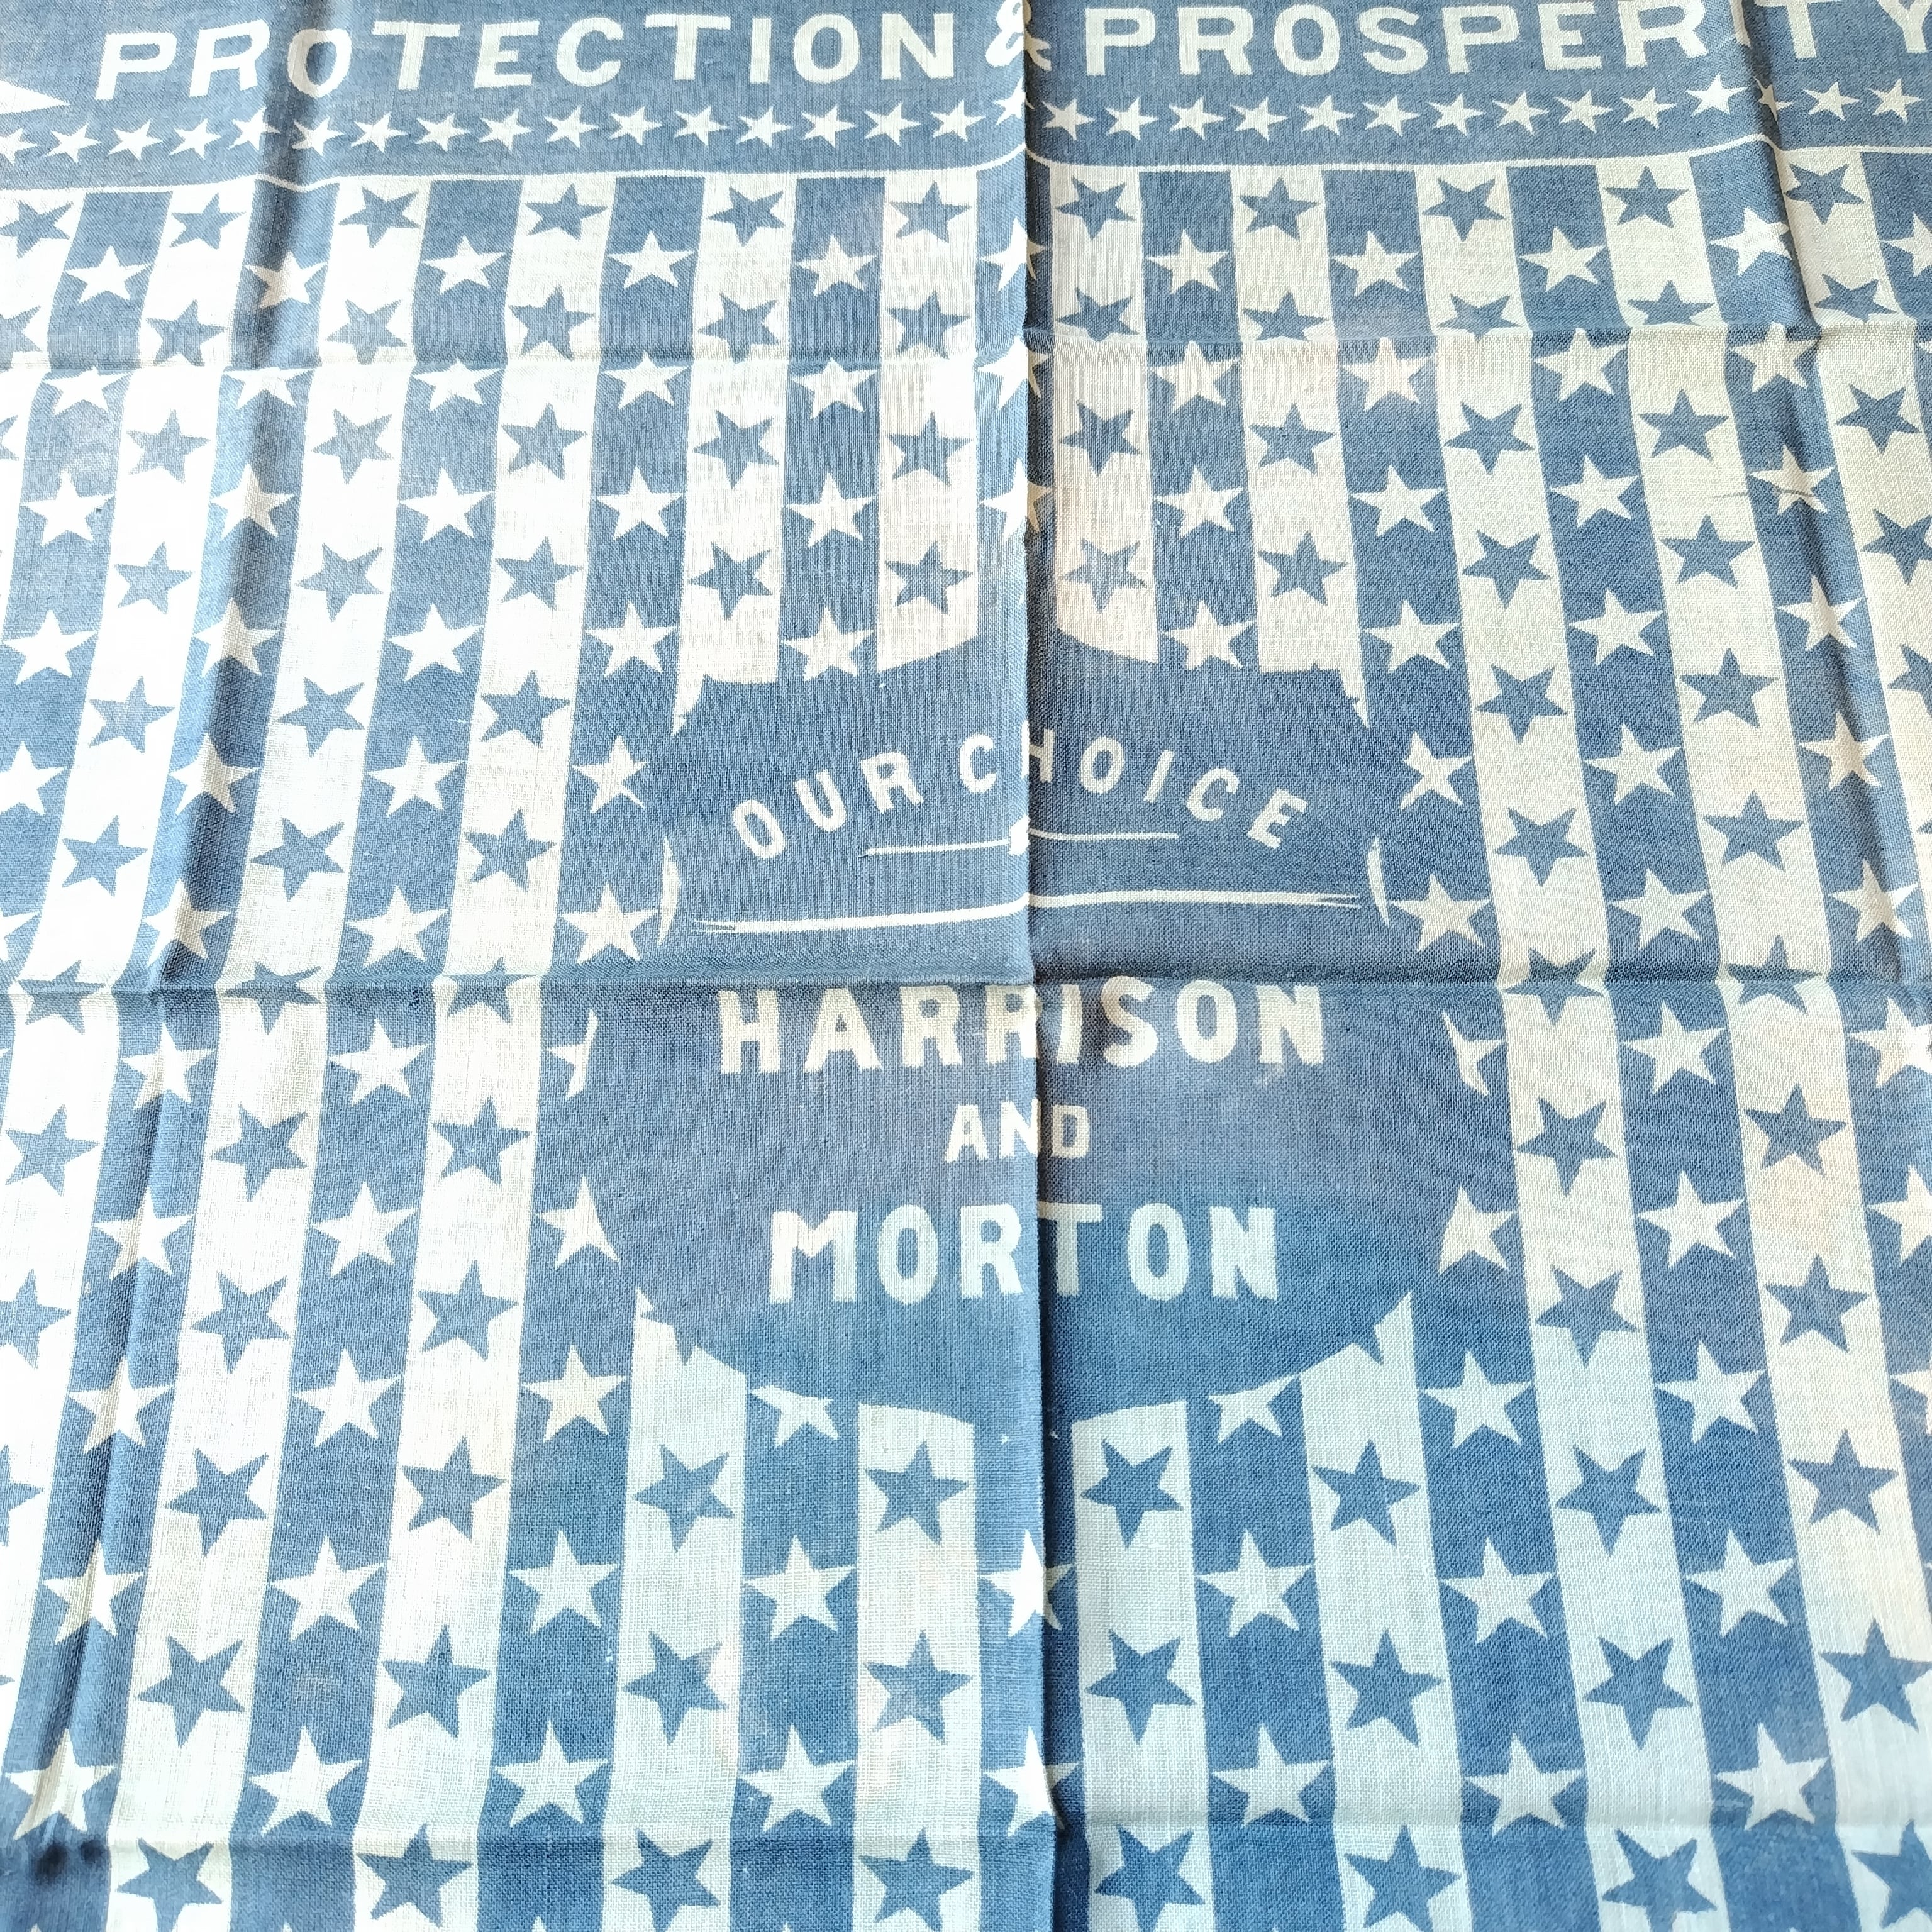 PROTECTION & PROSPERITY
OUR CHOICE
HARRISON
AND
MORTON